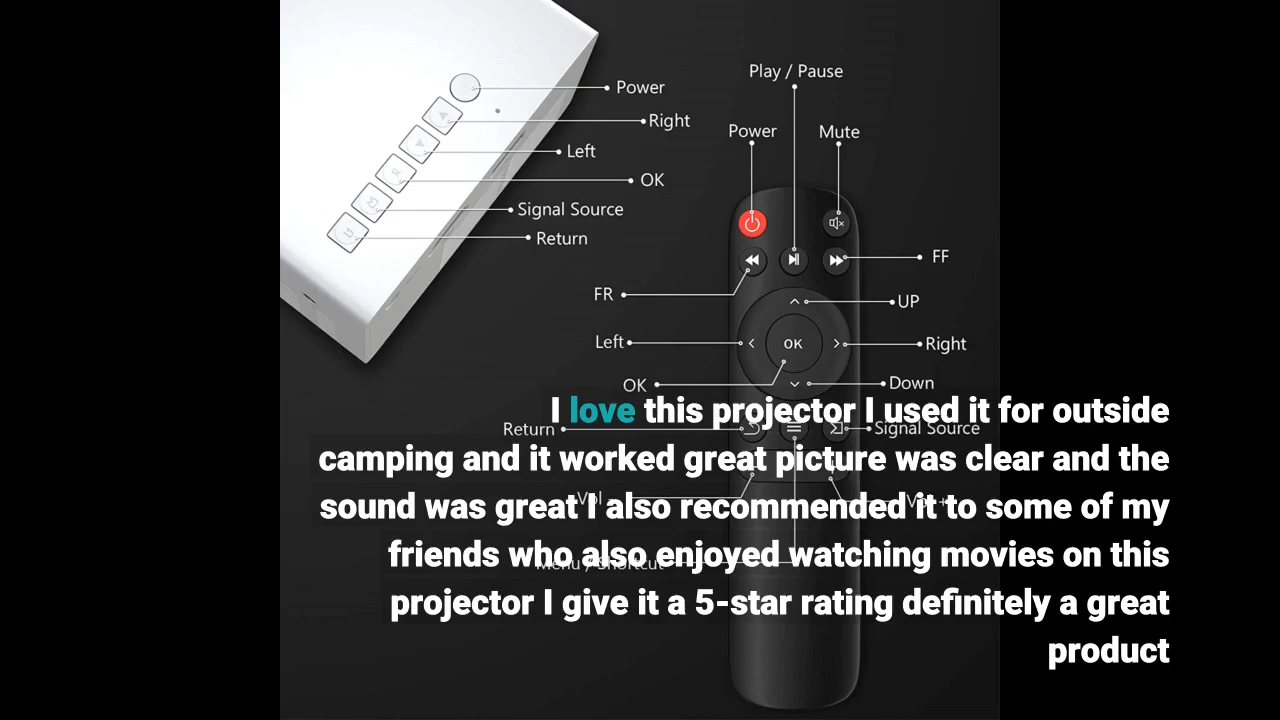 Play / Pause
Power
Power
Mute
Right
Left
OK
Signal Source
Return
FF
FR
UP
Left
OK
Right
OK
Down
I love this projector I used it for outside
Return
Signal Source
camping and it worked great picture was clear and the
Vol -
sound was great I also recommended it to some of my
friends who also enjoyed watching movies on this
Menu / Shortcut
projector I give it a 5-star rating definitely a great
product